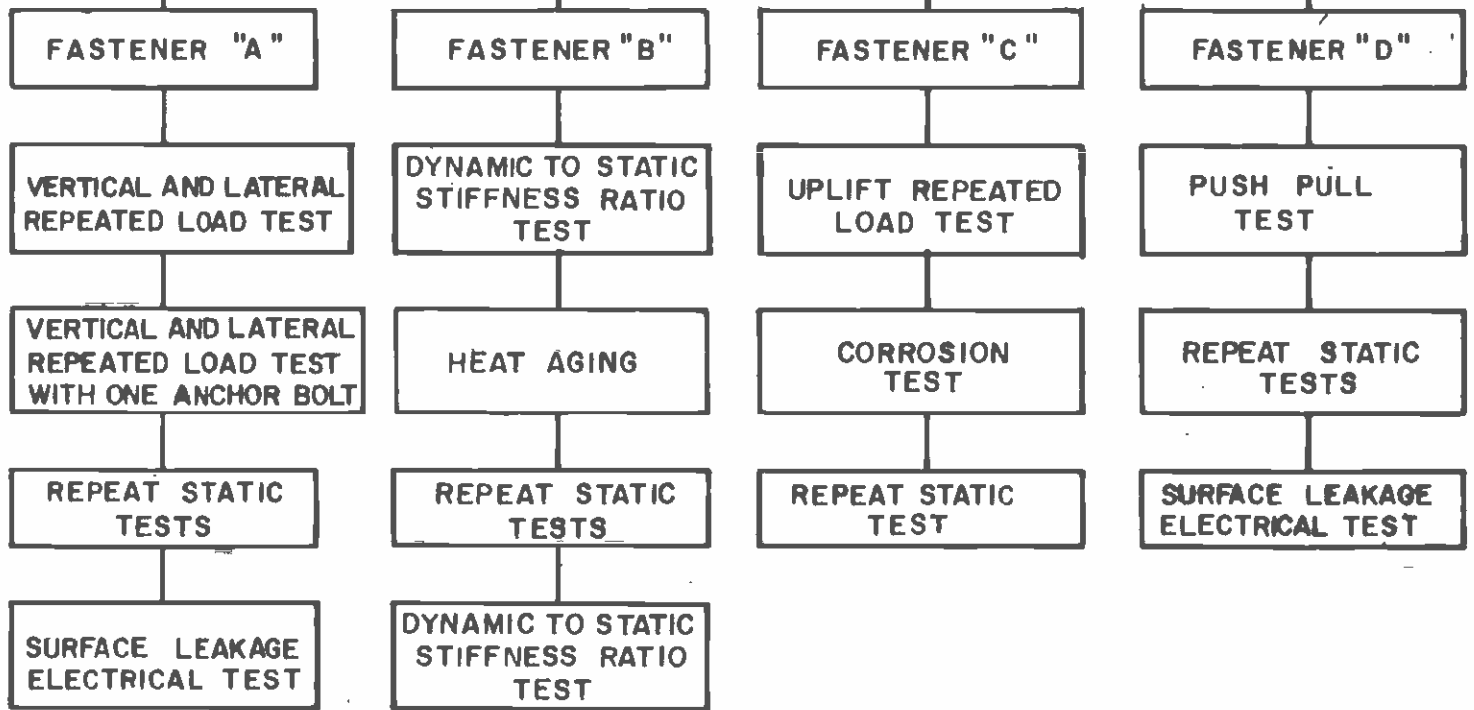 FASTENER "A"
FASTENER "B"
FASTENER "C"
FASTENER "D"
VERTICAL AND LATERAL
REPEATED LOAD TEST
DYNAMIC TO STATIC
STIFFNESS RATIO
TEST
UPLIFT REPEATED
LOAD TEST
PUSH PULL
TEST
VERTICAL AND LATERAL
REPEATED LOAD TEST
WITH ONE ANCHOR BOLT
HEAT AGING
CORROSION
TEST
REPEAT STATIC
TESTS
REPEAT STATIC
TESTS
REPEAT STATIC
TESTS
REPEAT STATIC
TEST
SURFACE LEAKAGE
ELECTRICAL TEST
SURFACE LEAKAGE
ELECTRICAL TEST
DYNAMIC TO STATIC
STIFFNESS RATIO
TEST